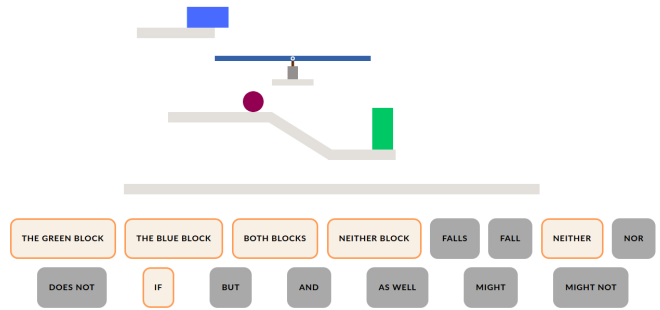 THE GREEN BLOCK THE BLUE BLOCK BOTH BLOCKS NEITHER BLOCK FALLS FALL NEITHER NOR
DOES NOT IF BUT AND AS WELL MIGHT MIGHT NOT